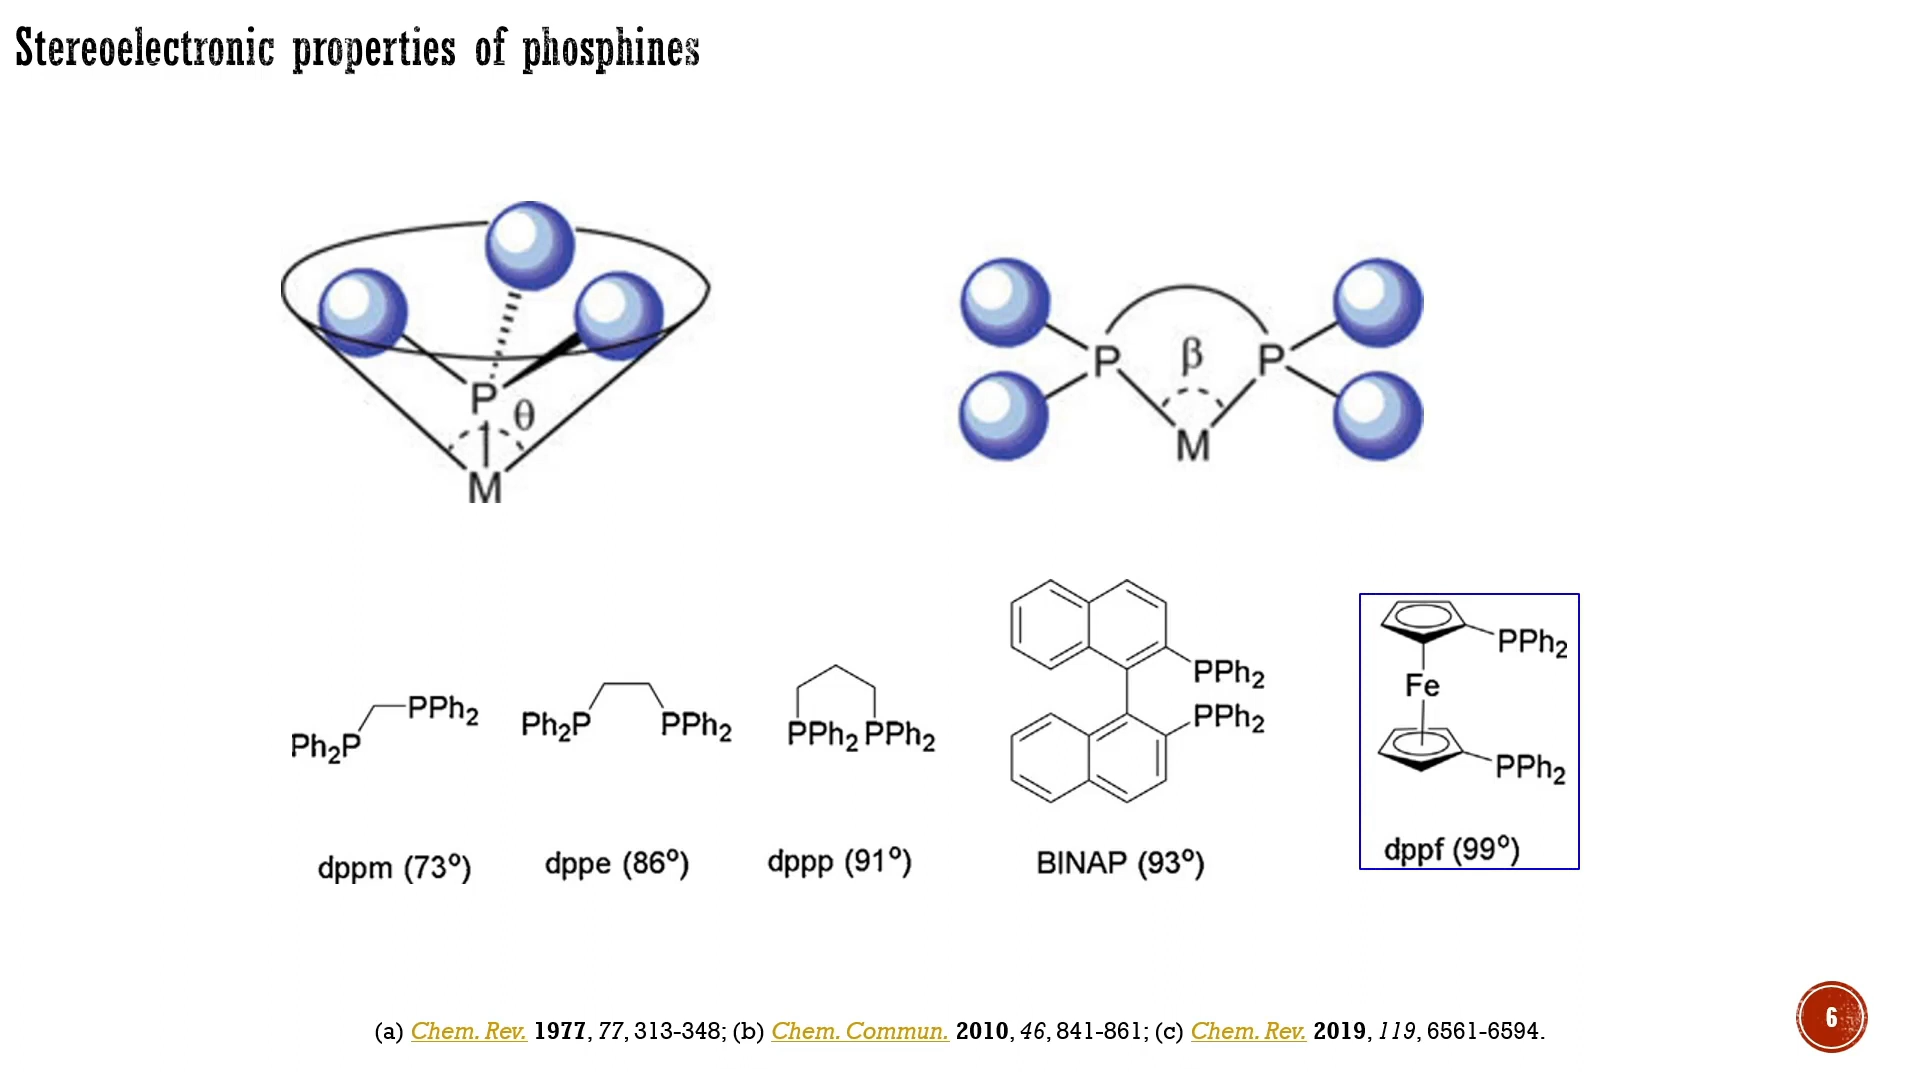 Stereoelectronic properties of phosphines
P
θ
M
P
β
P
M
Ph₂P
PPh₂
dppm (73°)
Ph₂P
PPh₂
dppe (86°)
PPh₂ PPh₂
dppp (91°)
PPh₂
PPh₂
BINAP (93°)
PPh₂
Fe
PPh₂
dppf (99°)
(a) Chem. Rev. 1977, 77, 313-348; (b) Chem. Commun. 2010, 46, 841-861; (c) Chem. Rev. 2019, 119, 6561-6594.
6